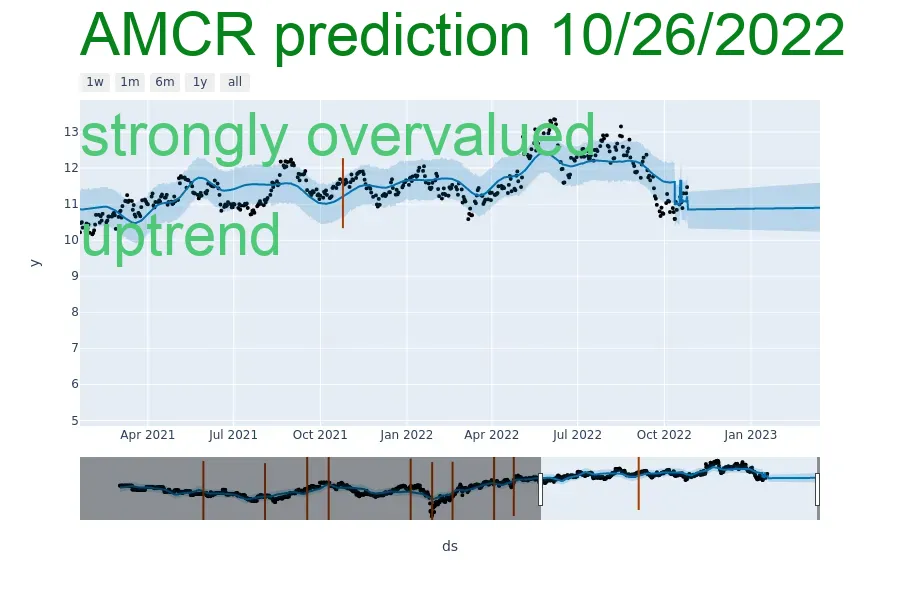 AMCR prediction 10/26/2022
1w 1m 6m 1y all
strongly overvalued
uptrend
13
12
11
10
9
8
7
6
5
y
Apr 2021 Jul 2021 Oct 2021 Jan 2022 Apr 2022 Jul 2022 Oct 2022 Jan 2023
ds